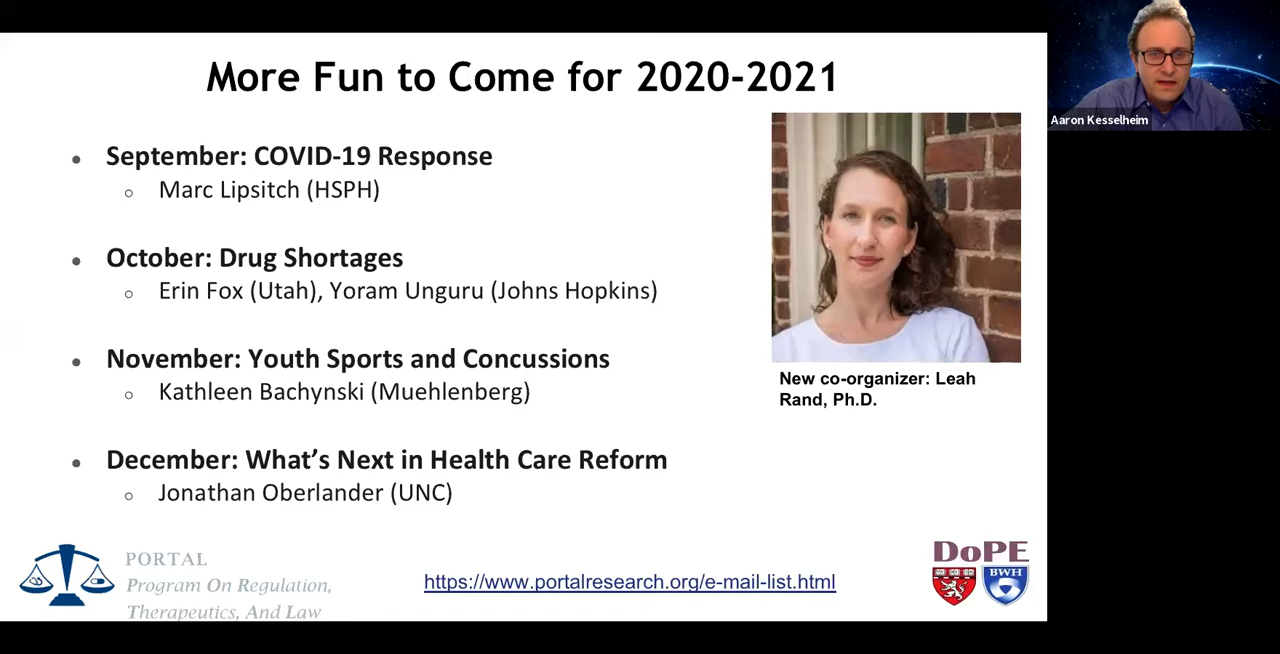 More Fun to Come for 2020-2021
Aaron Kesselheim
● September: COVID-19 Response
○ Marc Lipsitch (HSPH)
● October: Drug Shortages
○ Erin Fox (Utah), Yoram Unguru (Johns Hopkins)
● November: Youth Sports and Concussions
○ Kathleen Bachynski (Muehlenberg)
● December: What's Next in Health Care Reform
○ Jonathan Oberlander (UNC)
New co-organizer: Leah
Rand, Ph.D.
PORTAL
Program On Regulation,
Therapeutics, And Law
https://www.portalresearch.org/e-mail-list.html
DoPE
BWH